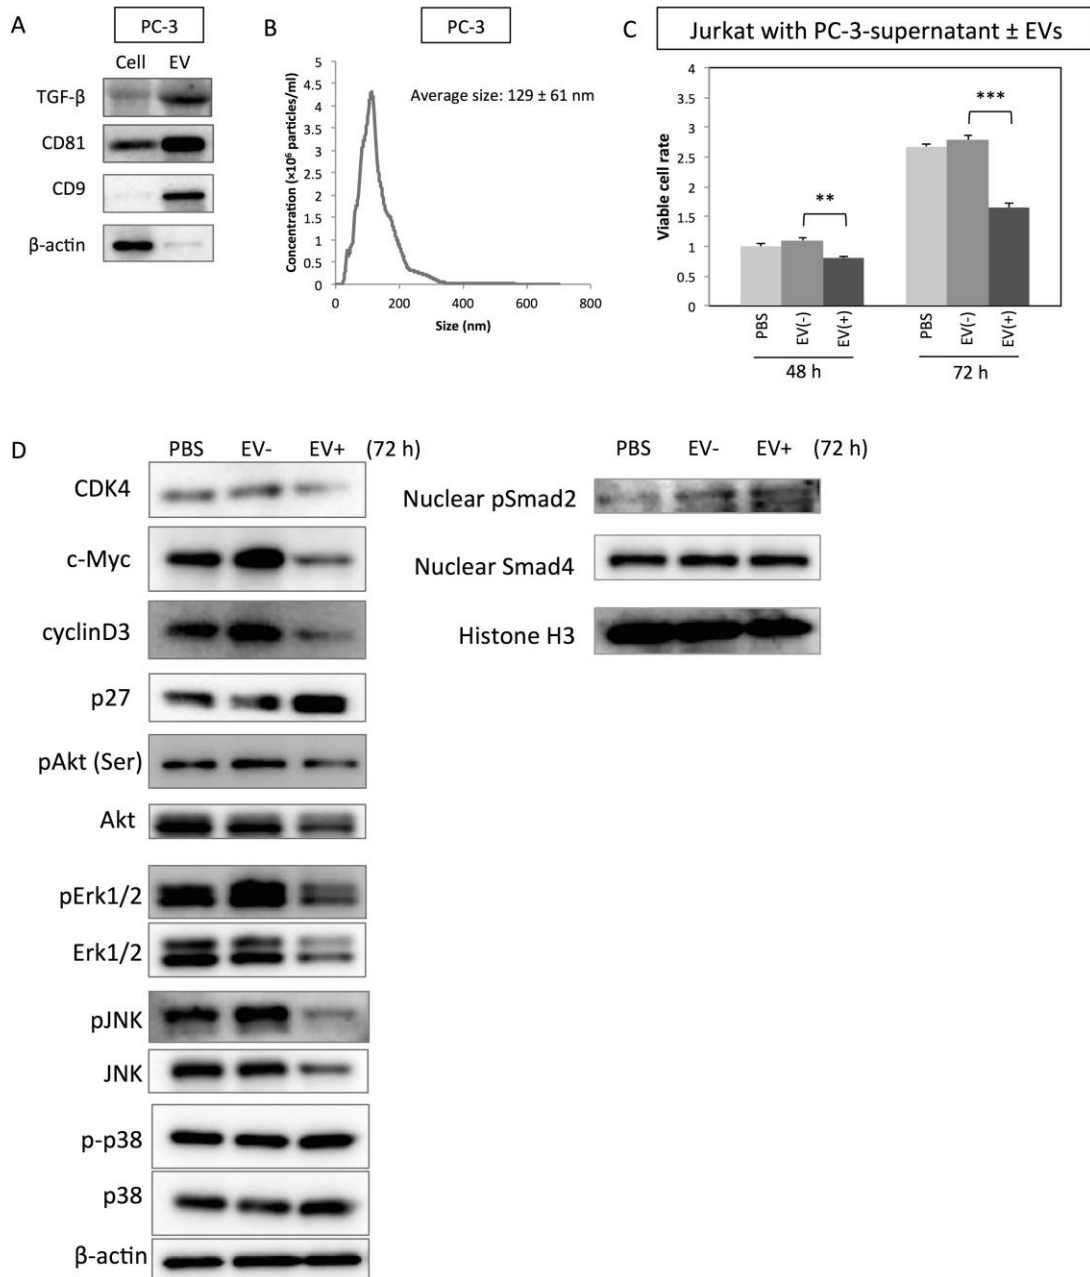 A
PC-3
Cell EV
TGF-β
CD81
CD9
β-actin
B
PC-3
Average size: 129 ± 61 nm
Concentration (×10⁶ particles/ml)
5
4.5
4
3.5
3
2.5
2
1.5
1
0.5
0
0 200 400 600 800
Size (nm)
C
Jurkat with PC-3-supernatant ± EVs
Viable cell rate
4
3.5
3
2.5
2
1.5
1
0.5
0
**
***
PBS EV(-) EV(+) PBS EV(-) EV(+)
48 h 72 h
D
PBS EV- EV+ (72 h)
CDK4
c-Myc
cyclinD3
p27
pAkt (Ser)
Akt
pErk1/2
Erk1/2
pJNK
JNK
p-p38
p38
β-actin
PBS EV- EV+ (72 h)
Nuclear pSmad2
Nuclear Smad4
Histone H3